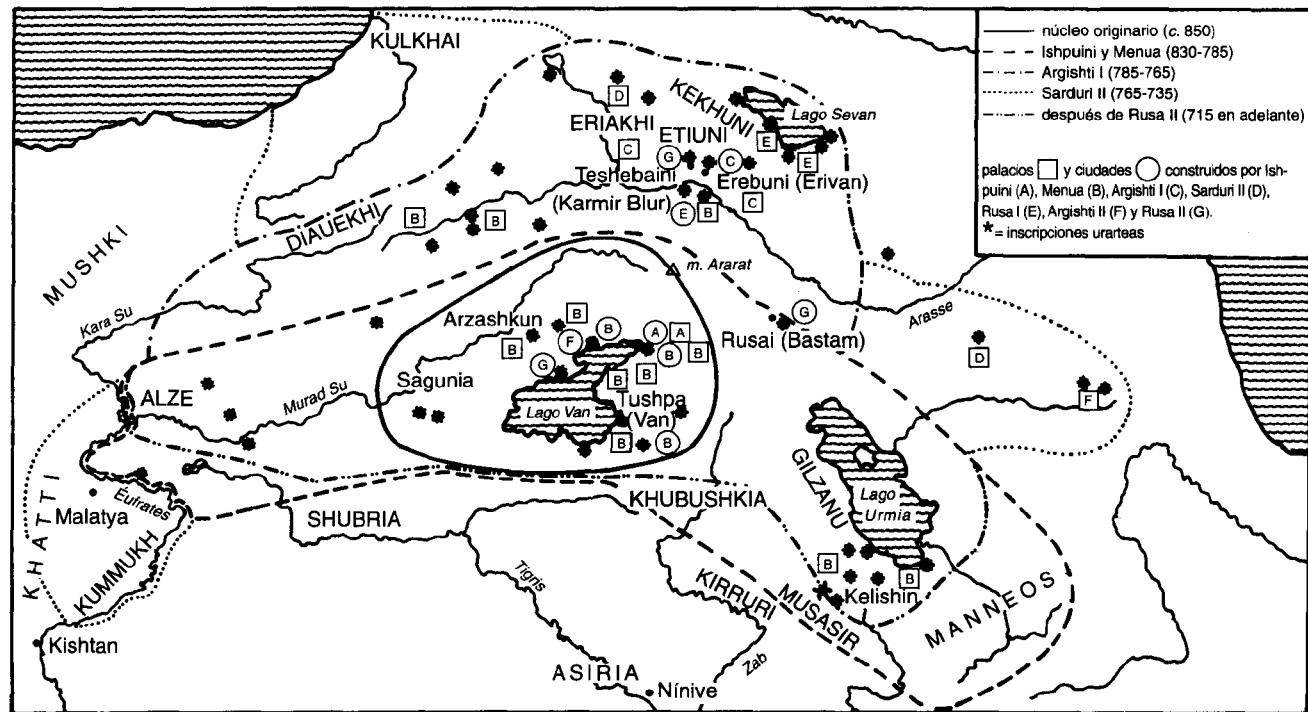 núcleo originario (c. 850)
Ishpuini y Menua (830-785)
Argishti I (785-765)
Sarduri II (765-735)
después de Rusa II (715 en adelante)
palacios y ciudades construidos por Ish-
puini (A), Menua (B), Argishti I (C), Sarduri II (D),
Rusa I (E), Argishti II (F) y Rusa II (G).
* = inscripciones urarteas
KULKHAI
D
KEKHUNI
Lago Sevan
ERIAKHI
ETIUNI
E
C
G
C
E
Teshebaini
Erebuni (Erivan)
(Karmir Blur)
C
E
B
B
B
DIAUEKHI
MUSHKI
m. Ararat
Kara Su
Arasse
G
Rusai (Bastam)
Arzashkun
B
B
A
A
F
B
B
B
G
B
B
D
Sagunia
Tushpa
(Van)
Lago Van
B
B
F
ALZE
Murad Su
GILZANU
Lago
Urmia
KHUBUSHKIA
Eufrates
Malatya
SHUBRIA
KHATTI
KUMMUKH
Tigris
KIRRURI
MUSASIR
B
B
Kelishin
MANNEOS
Kishtan
ASIRIA
Zab
Nínive